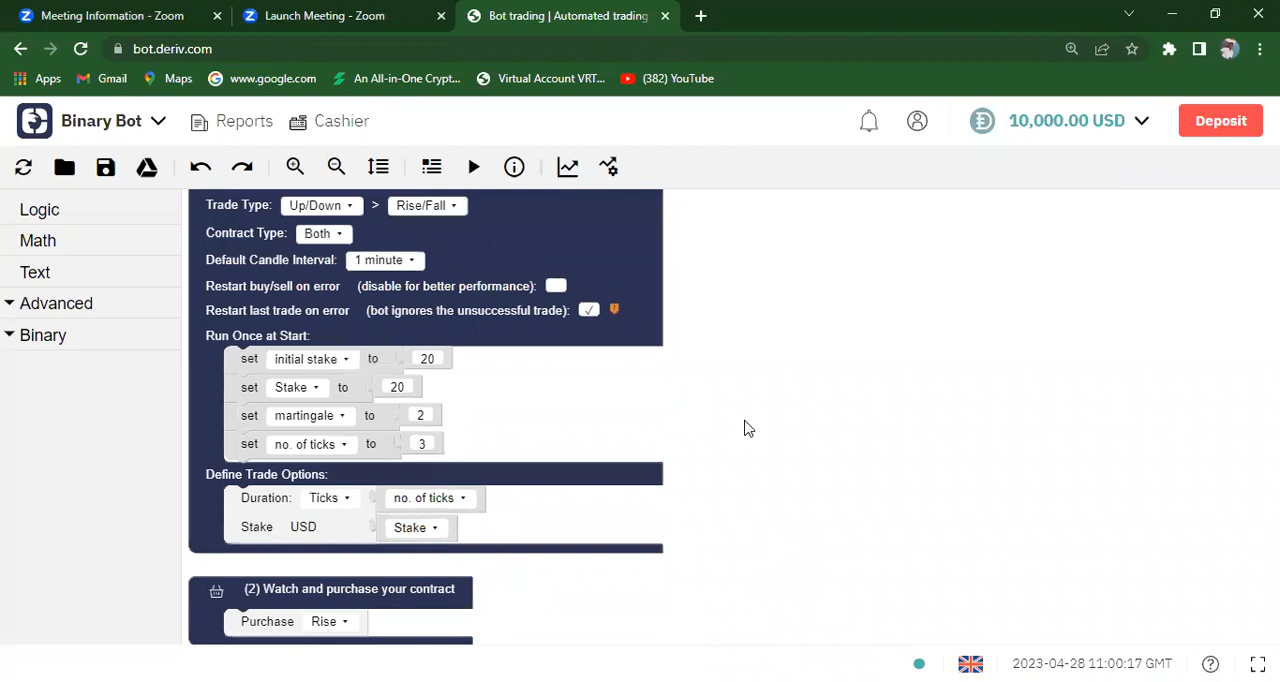 Meeting Information - Zoom
Launch Meeting - Zoom
Bot trading | Automated trading
bot.deriv.com
Apps
Gmail
Maps
www.google.com
An All-in-One Crypt...
Virtual Account VRT...
(382) YouTube
Binary Bot
Reports
Cashier
10,000.00 USD
Deposit
Logic
Math
Text
Advanced
Binary
Trade Type: Up/Down > Rise/Fall
Contract Type: Both
Default Candle Interval: 1 minute
Restart buy/sell on error (disable for better performance):
Restart last trade on error (bot ignores the unsuccessful trade): ✓
Run Once at Start:
set initial stake to 20
set Stake to 20
set martingale to 2
set no. of ticks to 3
Define Trade Options:
Duration: Ticks no. of ticks
Stake USD Stake
(2) Watch and purchase your contract
Purchase Rise
2023-04-28 11:00:17 GMT